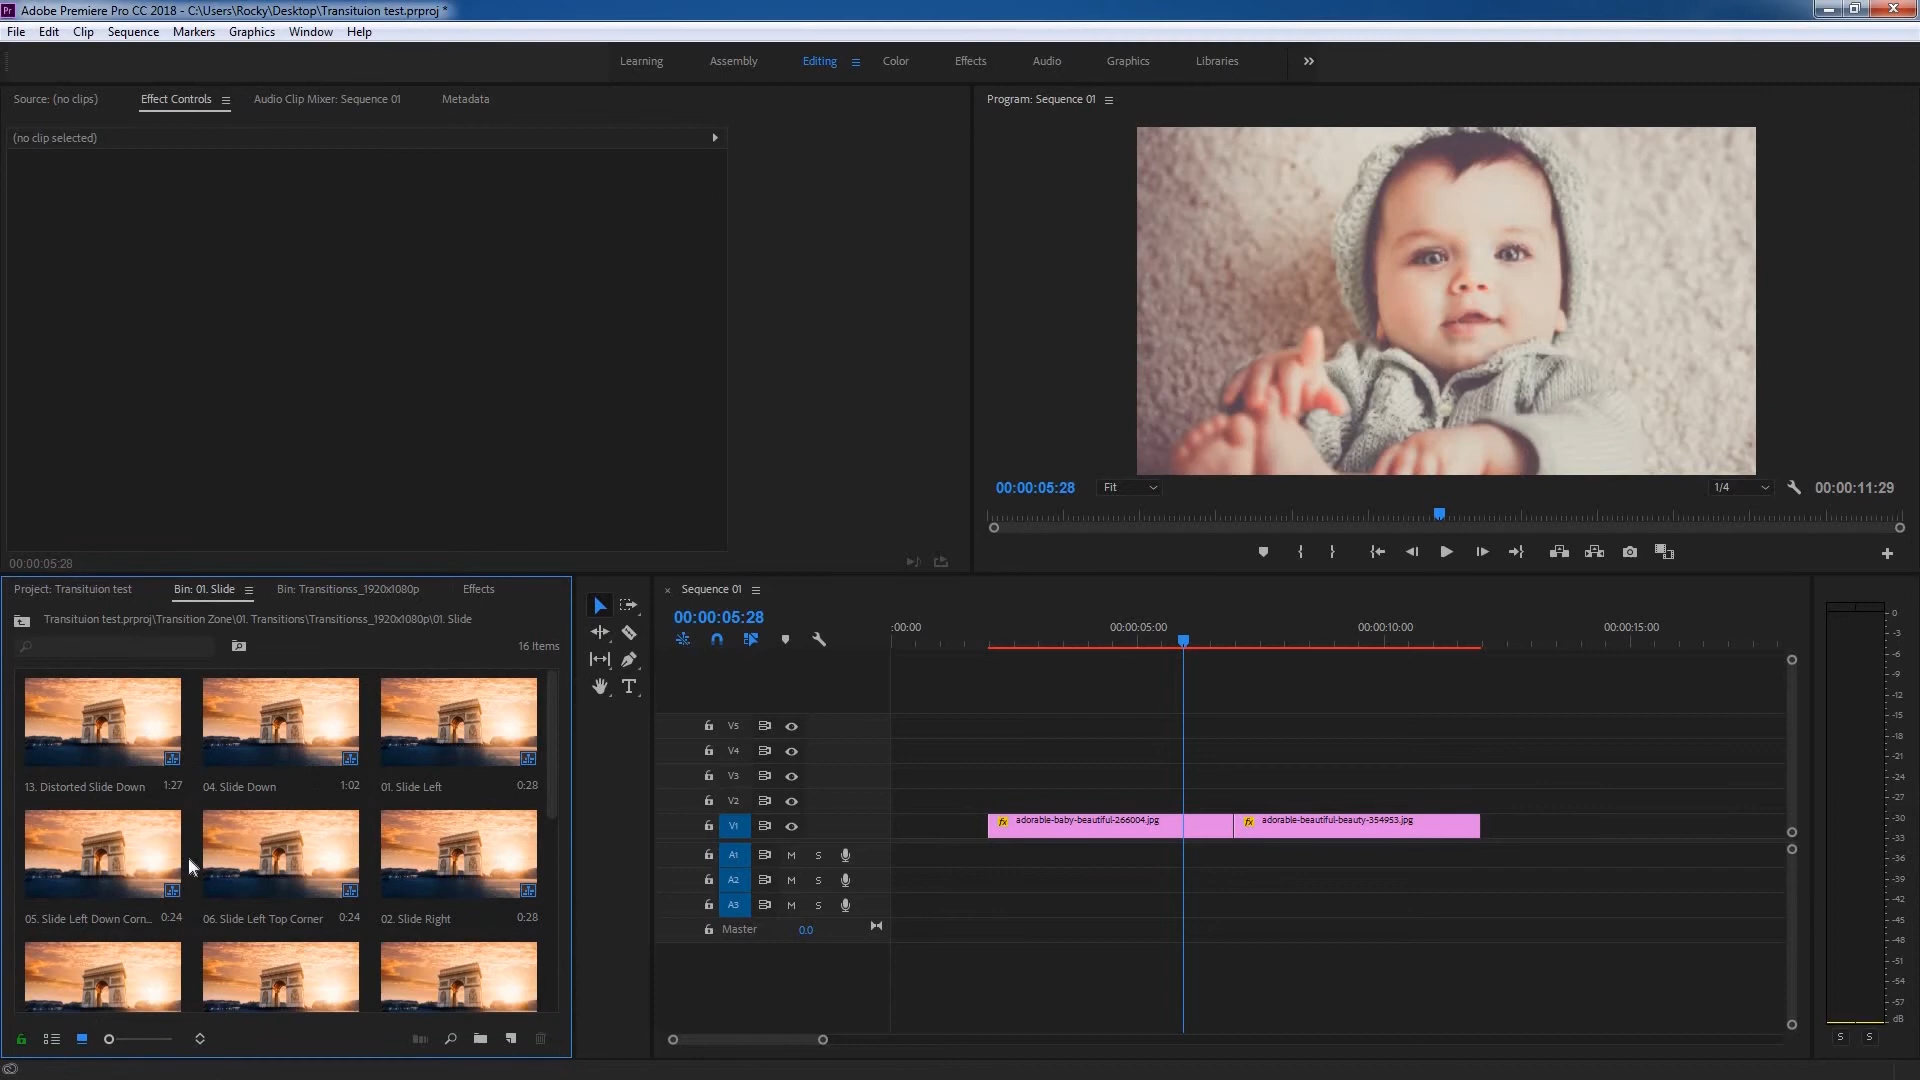 Adobe Premiere Pro CC 2018 - C:\Users\Rocky\Desktop\Transituion test.prproj *
File Edit Clip Sequence Markers Graphics Window Help
Learning Assembly Editing Color Effects Audio Graphics Libraries
Source: (no clips) Effect Controls Audio Clip Mixer: Sequence 01 Metadata
Program: Sequence 01
(no clip selected)
00:00:05:28 Fit 1/4 00:00:11:29
00:00:05:28
Project: Transituion test Bin: 01. Slide Bin: Transitionss_1920x1080p Effects
Transituion test.prproj\Transition Zone\01. Transitions\Transitionss_1920x1080p\01. Slide
16 Items
13. Distorted Slide Down 1:27
04. Slide Down 1:02
01. Slide Left 0:28
05. Slide Left Down Corn... 0:24
06. Slide Left Top Corner 0:24
02. Slide Right 0:28
Sequence 01
00:00:05:28
:00:00 00:00:05:00 00:00:10:00 00:00:15:00
V5
V4
V3
V2
V1 adorable-baby-beautiful-266004.jpg adorable-beautiful-beauty-354953.jpg
A1 M S
A2 M S
A3 M S
Master 0.0
0
-3
-6
-9
-12
-15
-18
-21
-24
-27
-30
-33
-36
-39
-42
-45
-48
-51
-54
-57
dB
S S